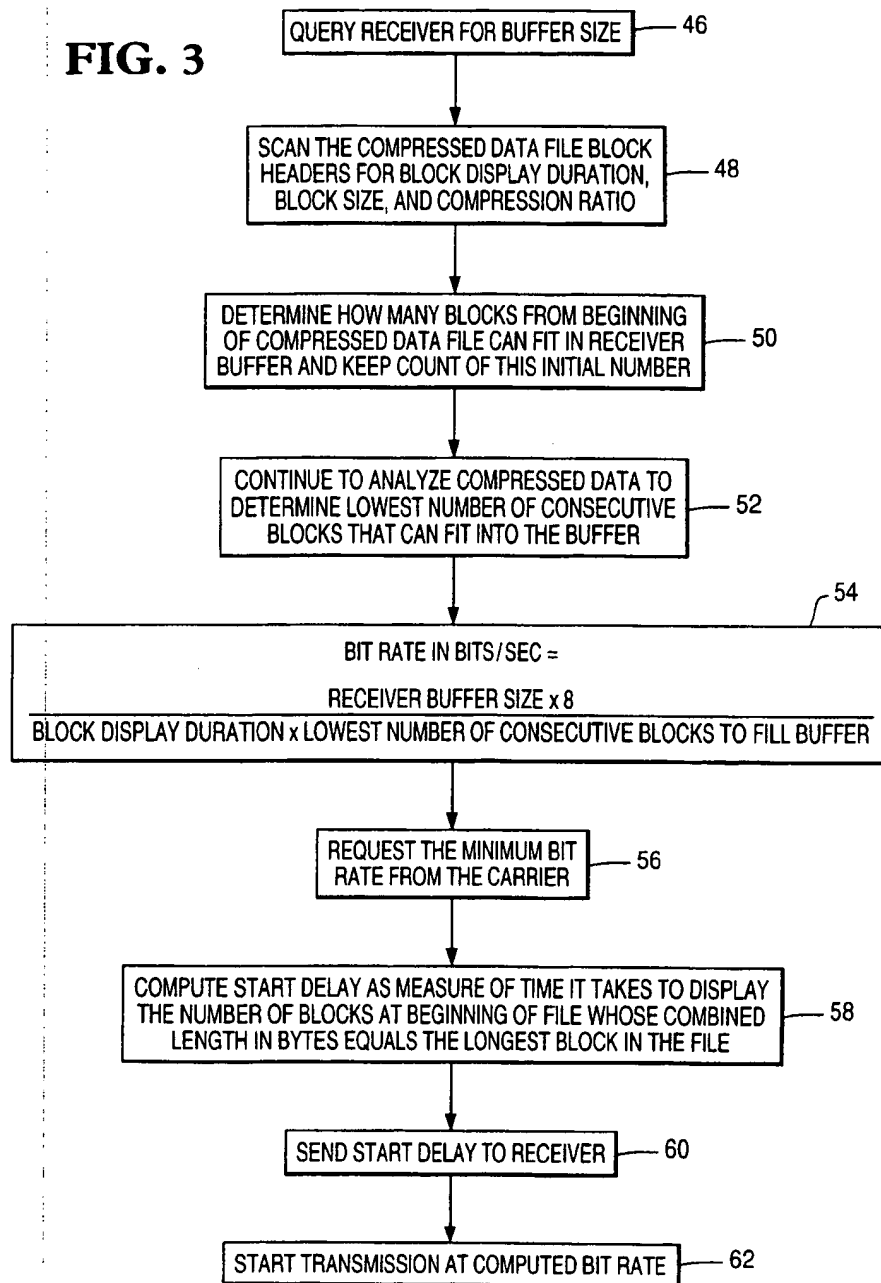 FIG. 3
QUERY RECEIVER FOR BUFFER SIZE
46
SCAN THE COMPRESSED DATA FILE BLOCK
HEADERS FOR BLOCK DISPLAY DURATION,
BLOCK SIZE, AND COMPRESSION RATIO
48
DETERMINE HOW MANY BLOCKS FROM BEGINNING
OF COMPRESSED DATA FILE CAN FIT IN RECEIVER
BUFFER AND KEEP COUNT OF THIS INITIAL NUMBER
50
CONTINUE TO ANALYZE COMPRESSED DATA TO
DETERMINE LOWEST NUMBER OF CONSECUTIVE
BLOCKS THAT CAN FIT INTO THE BUFFER
52
54
BIT RATE IN BITS/SEC =
RECEIVER BUFFER SIZE x 8
BLOCK DISPLAY DURATION x LOWEST NUMBER OF CONSECUTIVE BLOCKS TO FILL BUFFER
REQUEST THE MINIMUM BIT
RATE FROM THE CARRIER
56
COMPUTE START DELAY AS MEASURE OF TIME IT TAKES TO DISPLAY
THE NUMBER OF BLOCKS AT BEGINNING OF FILE WHOSE COMBINED
LENGTH IN BYTES EQUALS THE LONGEST BLOCK IN THE FILE
58
SEND START DELAY TO RECEIVER
60
START TRANSMISSION AT COMPUTED BIT RATE
62